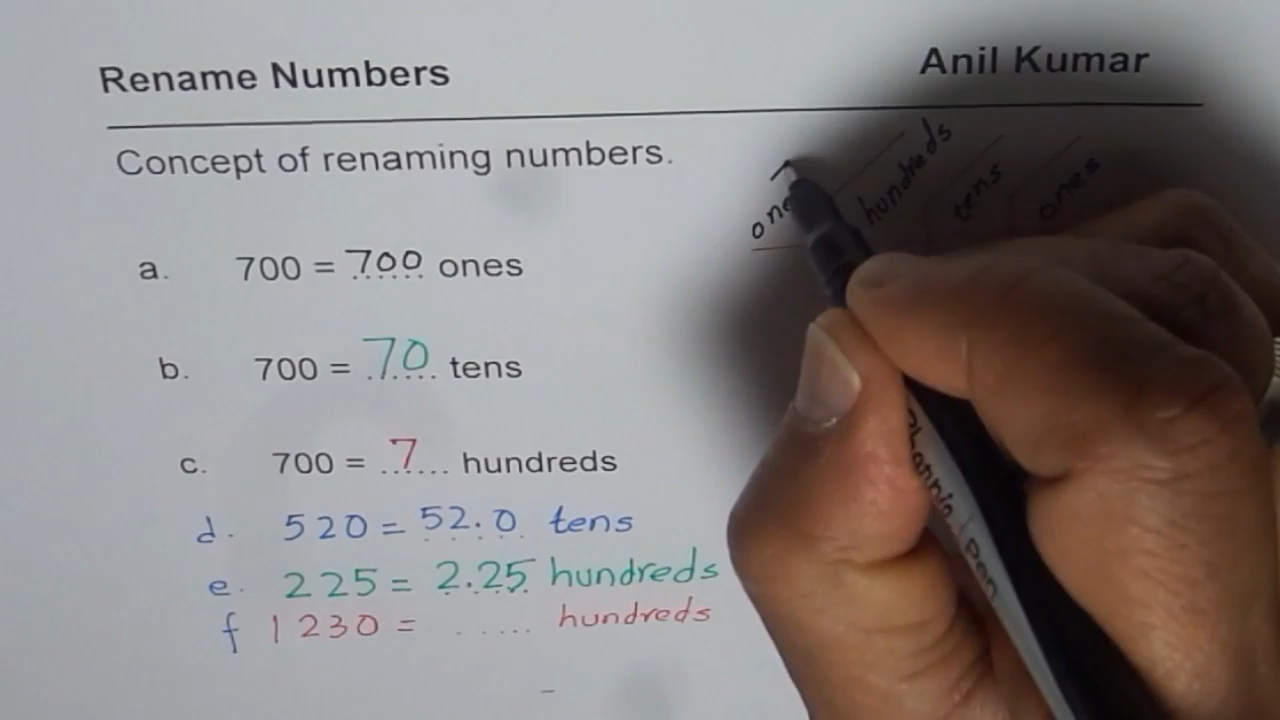 Rename Numbers Anil Kumar
Concept of renaming numbers.
hundreds
tens
ones
a. 700 = 700 ones
b. 700 = 70 tens
c. 700 = 7 hundreds
d. 520 = 52.0 tens
e. 225 = 2.25 hundreds
f 1230 = ...... hundreds
Pen